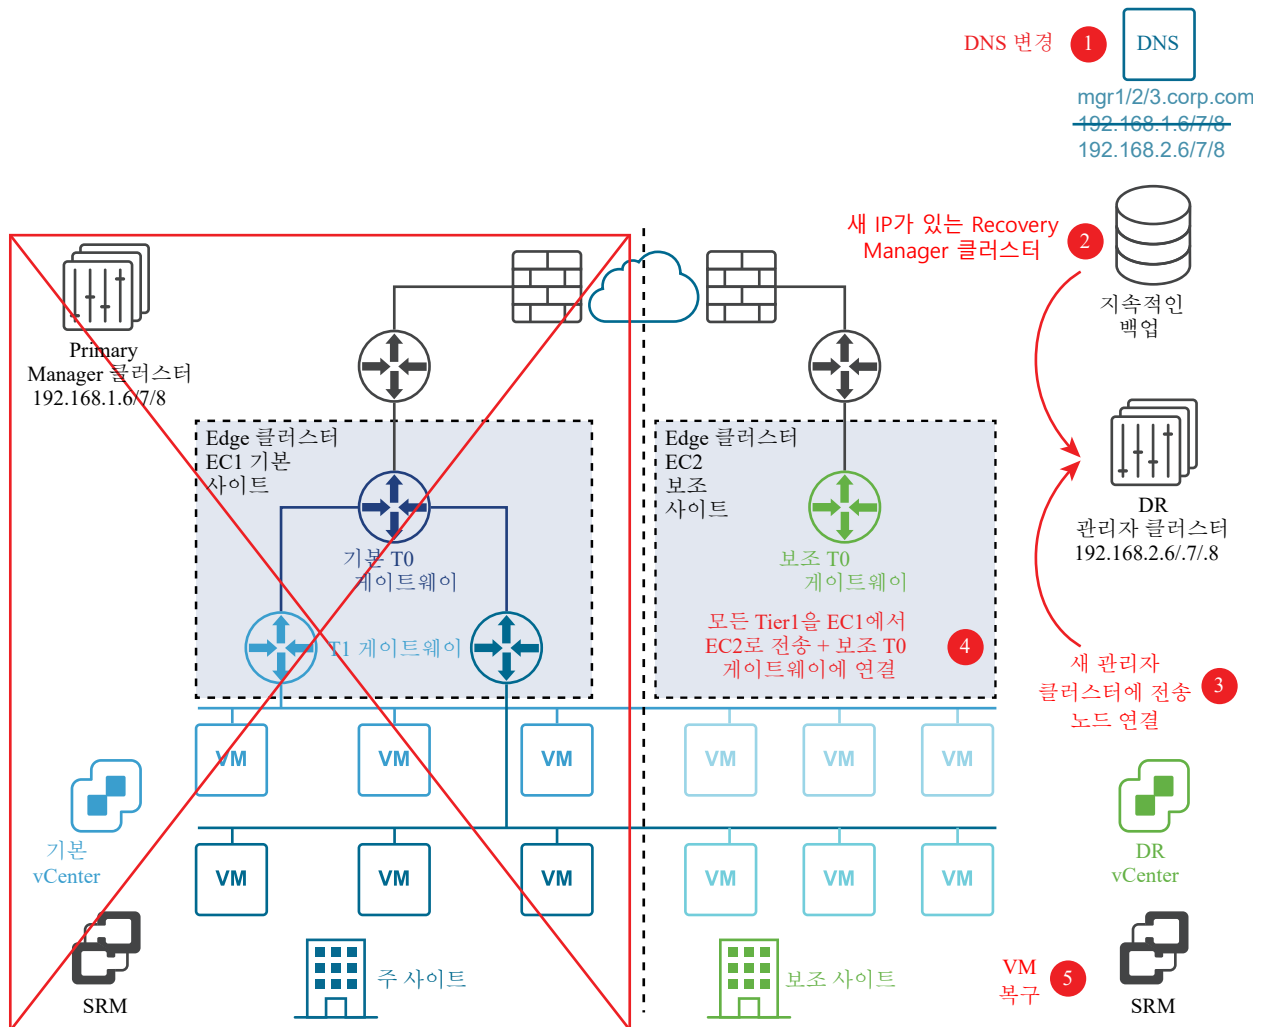 DNS 변경
1
DNS
mgr1/2/3.corp.com
192.168.1.6/7/8
192.168.2.6/7/8
새 IP가 있는 Recovery
Manager 클러스터
2
지속적인
백업
Primary
Manager 클러스터
192.168.1.6/7/8
Edge 클러스터
EC1 기본
사이트
Edge 클러스터
EC2
보조
사이트
DR
관리자 클러스터
192.168.2.6/.7/.8
기본 T0
게이트웨이
보조 T0
게이트웨이
T1 게이트웨이
모든 Tier1을 EC1에서
EC2로 전송 + 보조 T0
게이트웨이에 연결
4
새 관리자
클러스터에 전송
노드 연결
3
VM
VM
VM
VM
VM
VM
기본
vCenter
DR
vCenter
VM
VM
VM
VM
VM
VM
SRM
주 사이트
보조 사이트
VM
복구
5
SRM